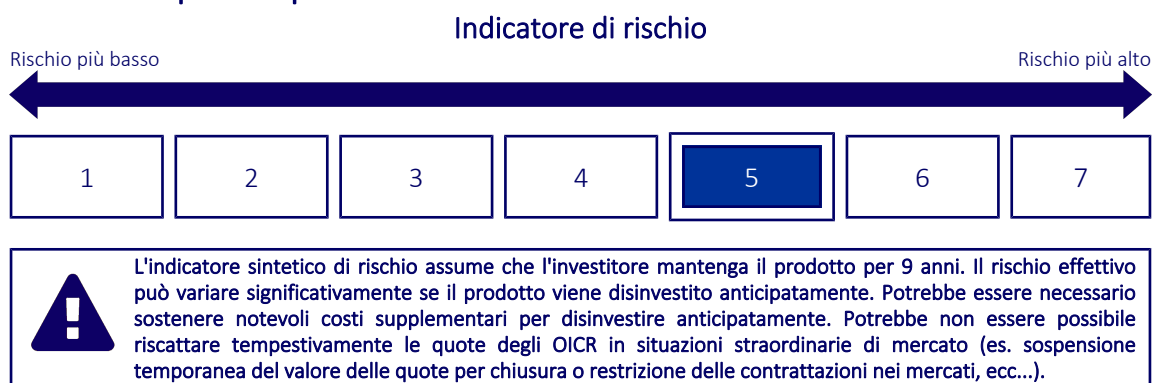 Indicatore di rischio
Rischio più basso
Rischio più alto
1
2
3
4
5
6
7
L'indicatore sintetico di rischio assume che l'investitore mantenga il prodotto per 9 anni. Il rischio effettivo
può variare significativamente se il prodotto viene disinvestito anticipatamente. Potrebbe essere necessario
sostenere notevoli costi supplementari per disinvestire anticipatamente. Potrebbe non essere possibile
riscattare tempestivamente le quote degli OICR in situazioni straordinarie di mercato (es. sospensione
temporanea del valore delle quote per chiusura o restrizione delle contrattazioni nei mercati, ecc...).